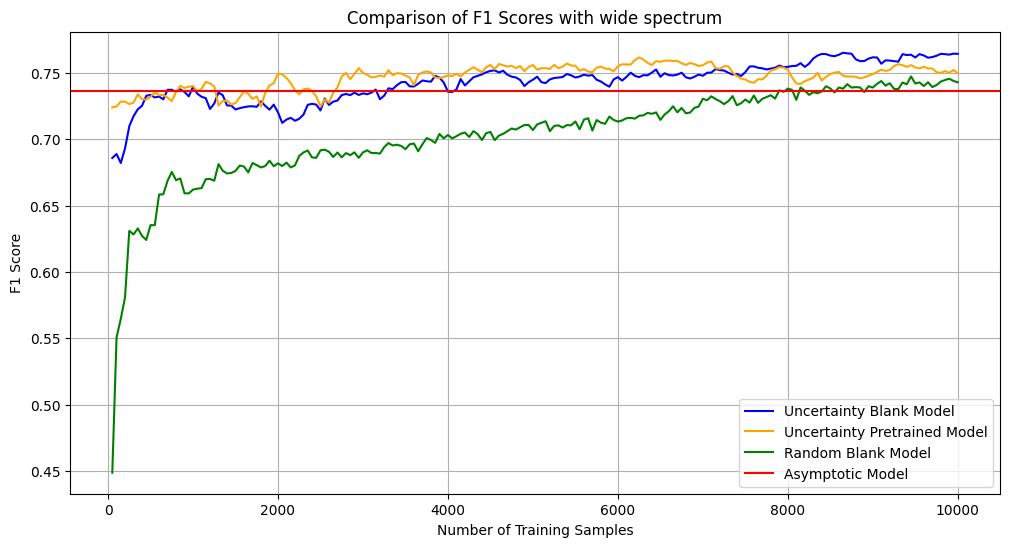 Comparison of F1 Scores with wide spectrum
F1 Score
0.75
0.70
0.65
0.60
0.55
0.50
0.45
0
2000
4000
6000
8000
10000
Number of Training Samples
Uncertainty Blank Model
Uncertainty Pretrained Model
Random Blank Model
Asymptotic Model